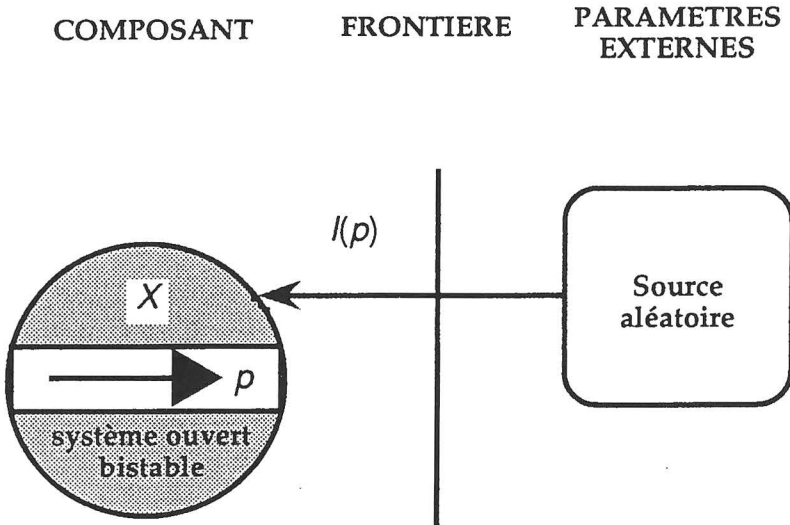 COMPOSANT
FRONTIERE
PARAMETRES
EXTERNES
I(p)
X
Source
aléatoire
p
système ouvert
bistable